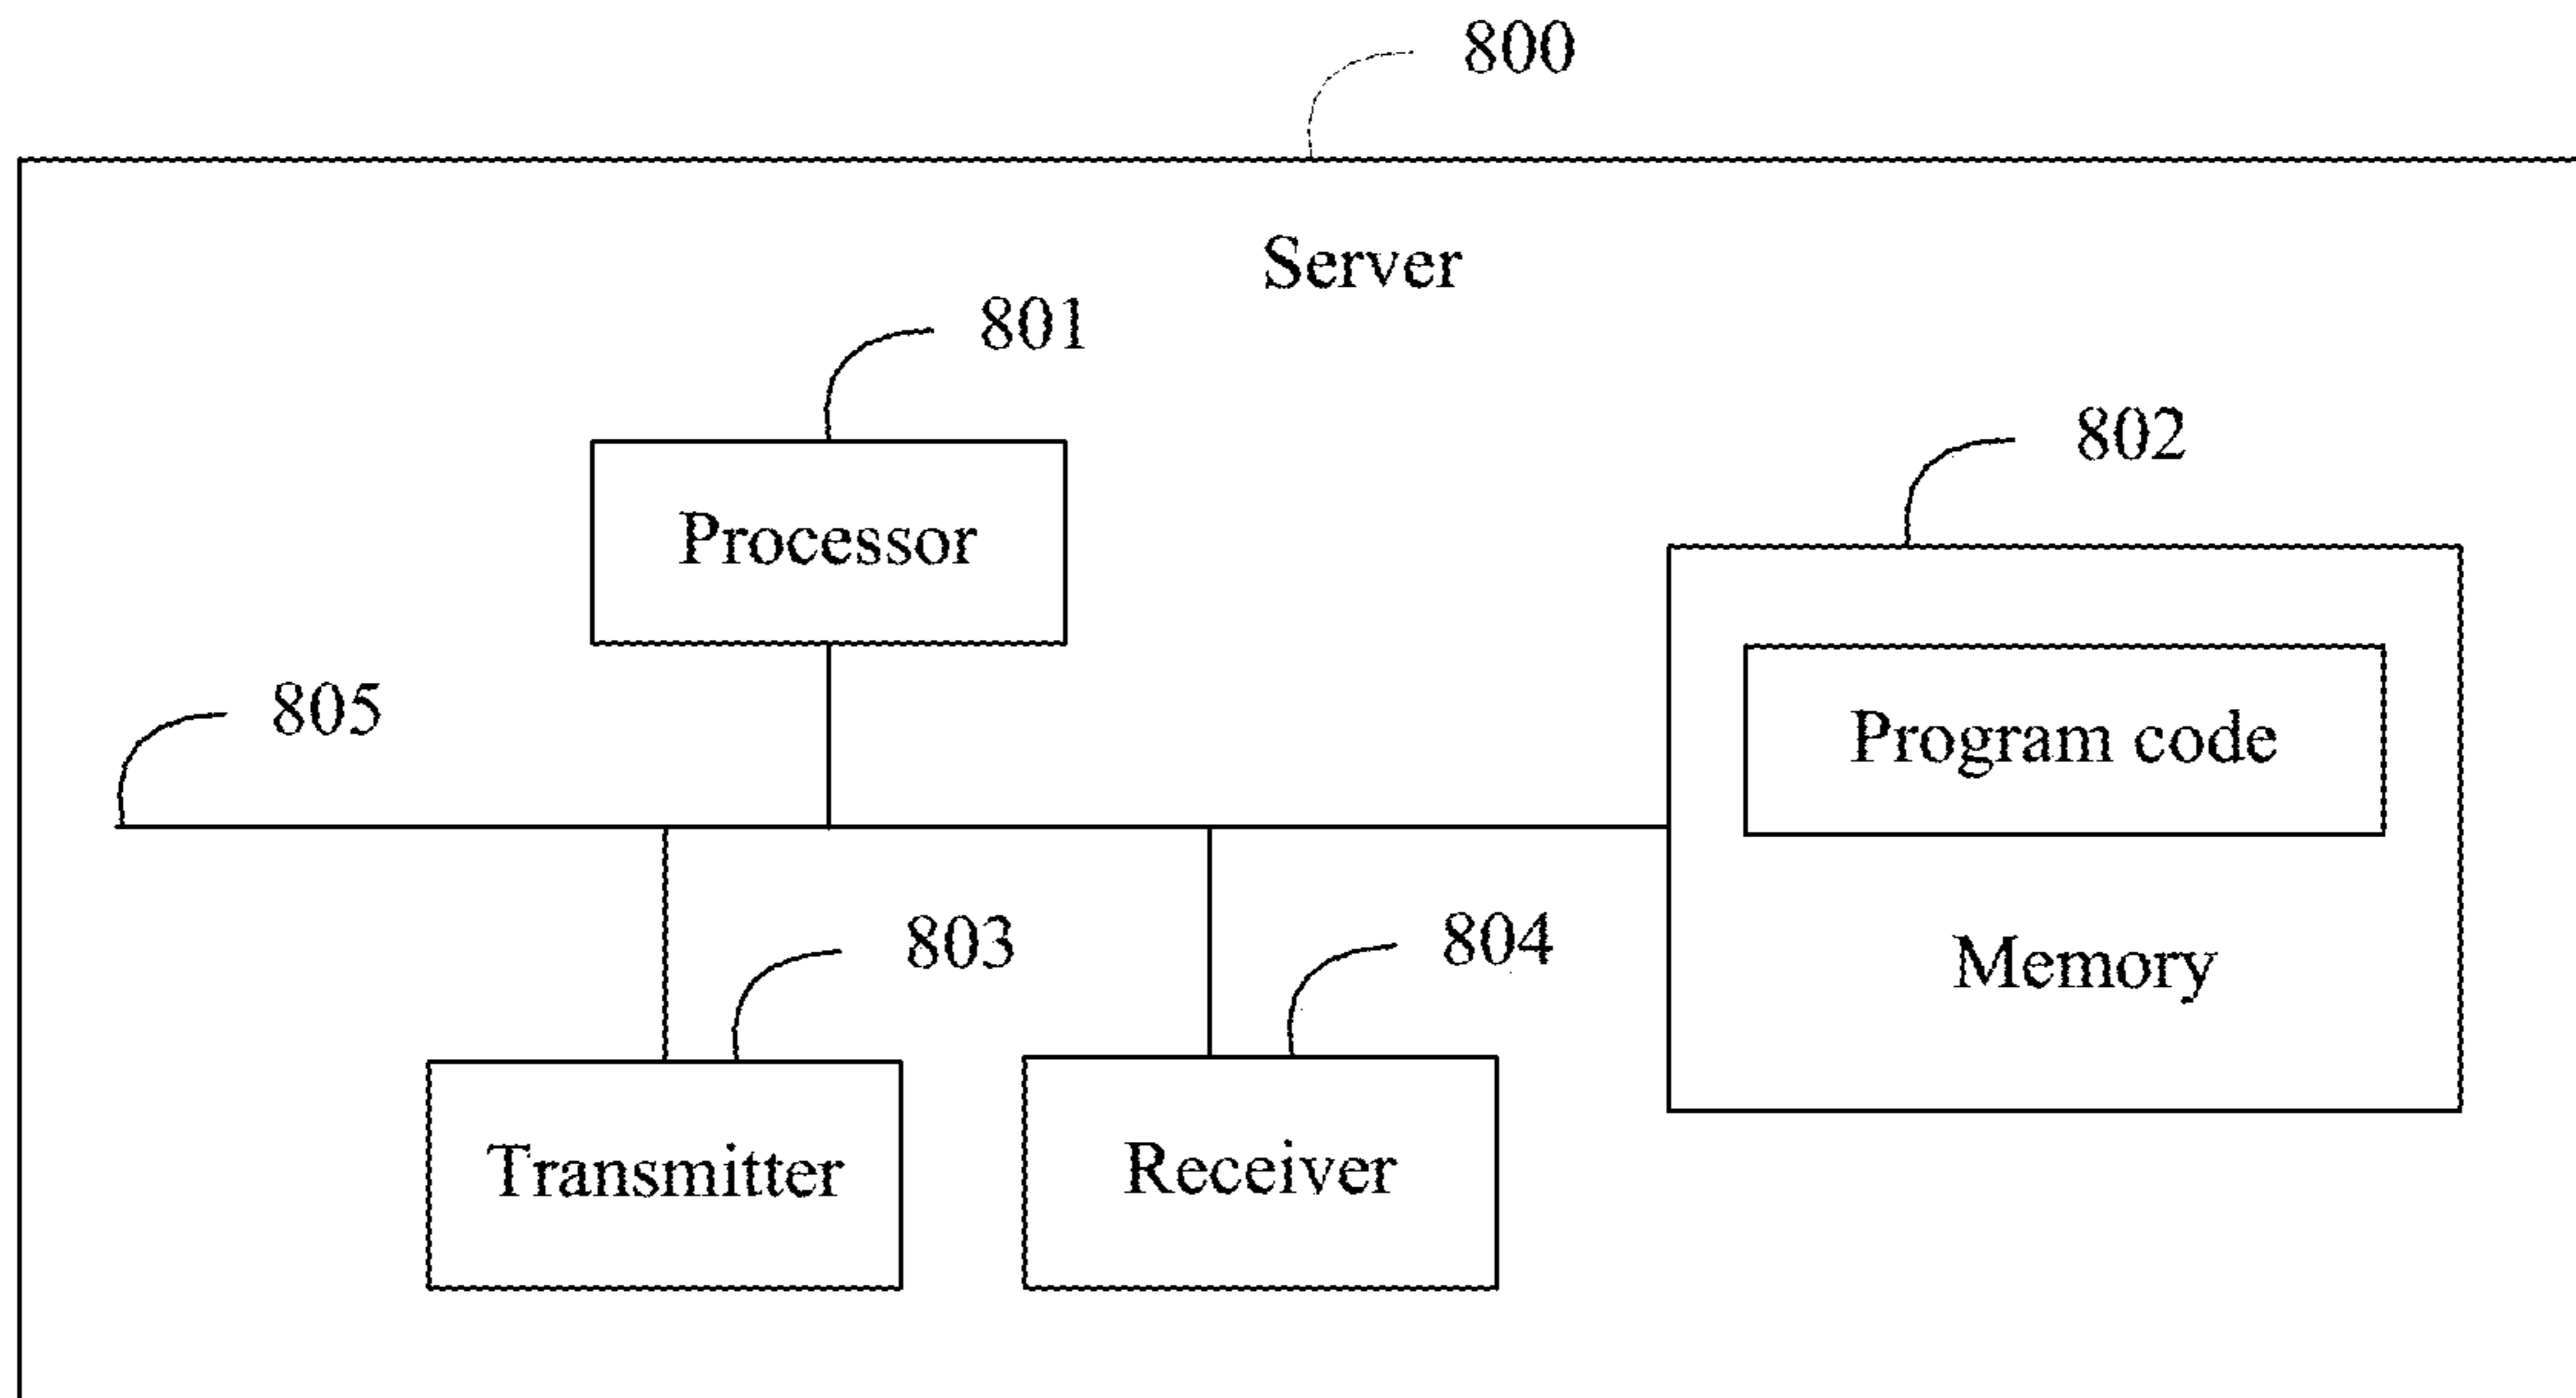 800
Server
801
802
Processor
805
Program code
803
804
Memory
Transmitter
Receiver